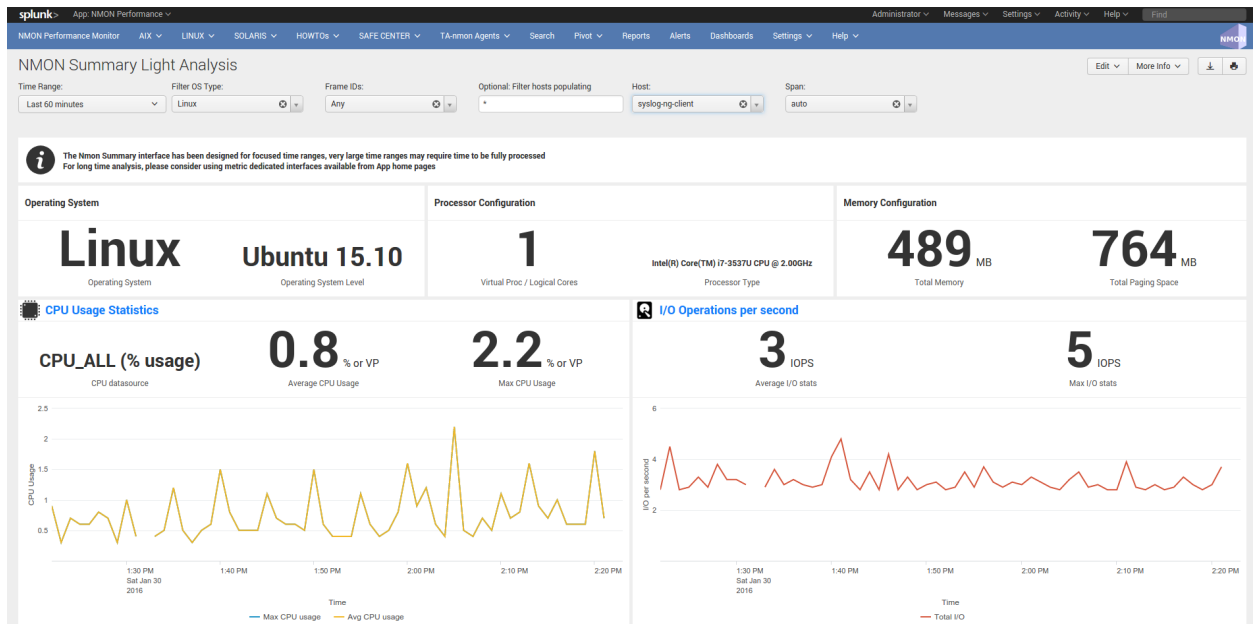 splunk> App: NMON Performance Administrator Messages Settings Activity Help Find
NMON Performance Monitor AIX LINUX SOLARIS HOWTOs SAFE CENTER TA-nmon Agents Search Pivot Reports Alerts Dashboards Settings Help NMON
NMON Summary Light Analysis
Edit More Info
Time Range: Filter OS Type: Frame IDs: Optional: Filter hosts populating Host: Span:
Last 60 minutes Linux Any * syslog-ng-client auto
The Nmon Summary interface has been designed for focused time ranges, very large time ranges may require time to be fully processed
For long time analysis, please consider using metric dedicated interfaces available from App home pages
Operating System Processor Configuration Memory Configuration
Linux Ubuntu 15.10 1 Intel(R) Core(TM) i7-3537U CPU @ 2.00GHz 489 MB 764 MB
Operating System Operating System Level Virtual Proc / Logical Cores Processor Type Total Memory Total Paging Space
CPU Usage Statistics I/O Operations per second
CPU_ALL (% usage) 0.8 % or VP 2.2 % or VP 3 IOPS 5 IOPS
CPU datasource Average CPU Usage Max CPU Usage Average I/O stats Max I/O stats
CPU Usage
2.5
2
1.5
1
0.5
1:30 PM 1:40 PM 1:50 PM 2:00 PM 2:10 PM 2:20 PM
Sat Jan 30
2016
Time
Max CPU usage Avg CPU usage
I/O per second
6
4
2
1:30 PM 1:40 PM 1:50 PM 2:00 PM 2:10 PM 2:20 PM
Sat Jan 30
2016
Time
Total I/O